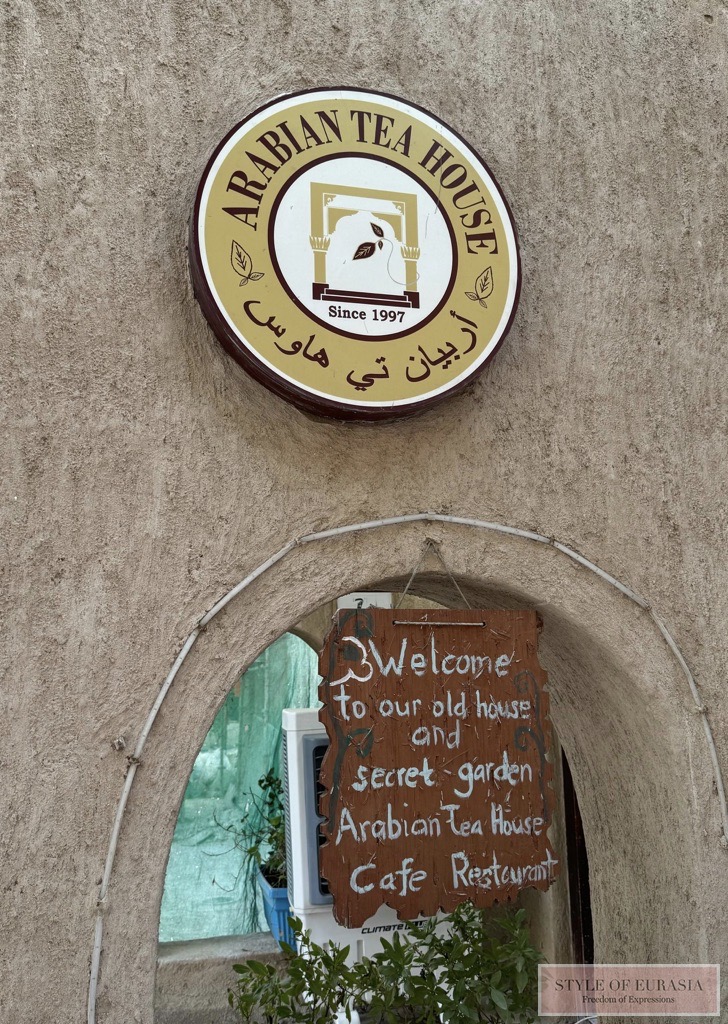 ARABIAN TEA HOUSE
Since 1997
أربيان تي هاوس
Welcome
to our old house
and
secret garden
Arabian Tea House
Cafe Restaurant
STYLE OF EURASIA
Freedom of Expressions